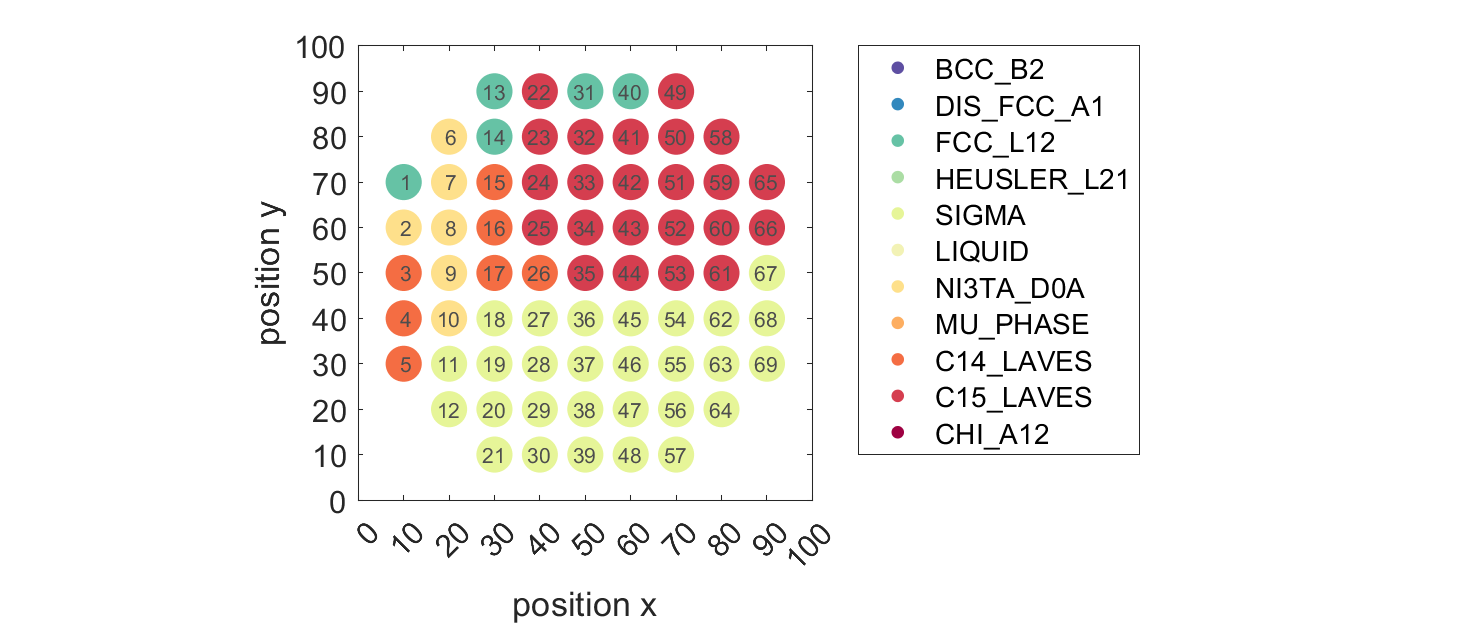 100
90
80
70
60
50
40
30
20
10
0
position y
13 22 31 40 49
6 14 23 32 41 50 58
1 7 15 24 33 42 51 59 65
2 8 16 25 34 43 52 60 66
3 9 17 26 35 44 53 61 67
4 10 18 27 36 45 54 62 68
5 11 19 28 37 46 55 63 69
12 20 29 38 47 56 64
21 30 39 48 57
0 10 20 30 40 50 60 70 80 90 100
position x
BCC_B2
DIS_FCC_A1
FCC_L12
HEUSLER_L21
SIGMA
LIQUID
NI3TA_D0A
MU_PHASE
C14_LAVES
C15_LAVES
CHI_A12